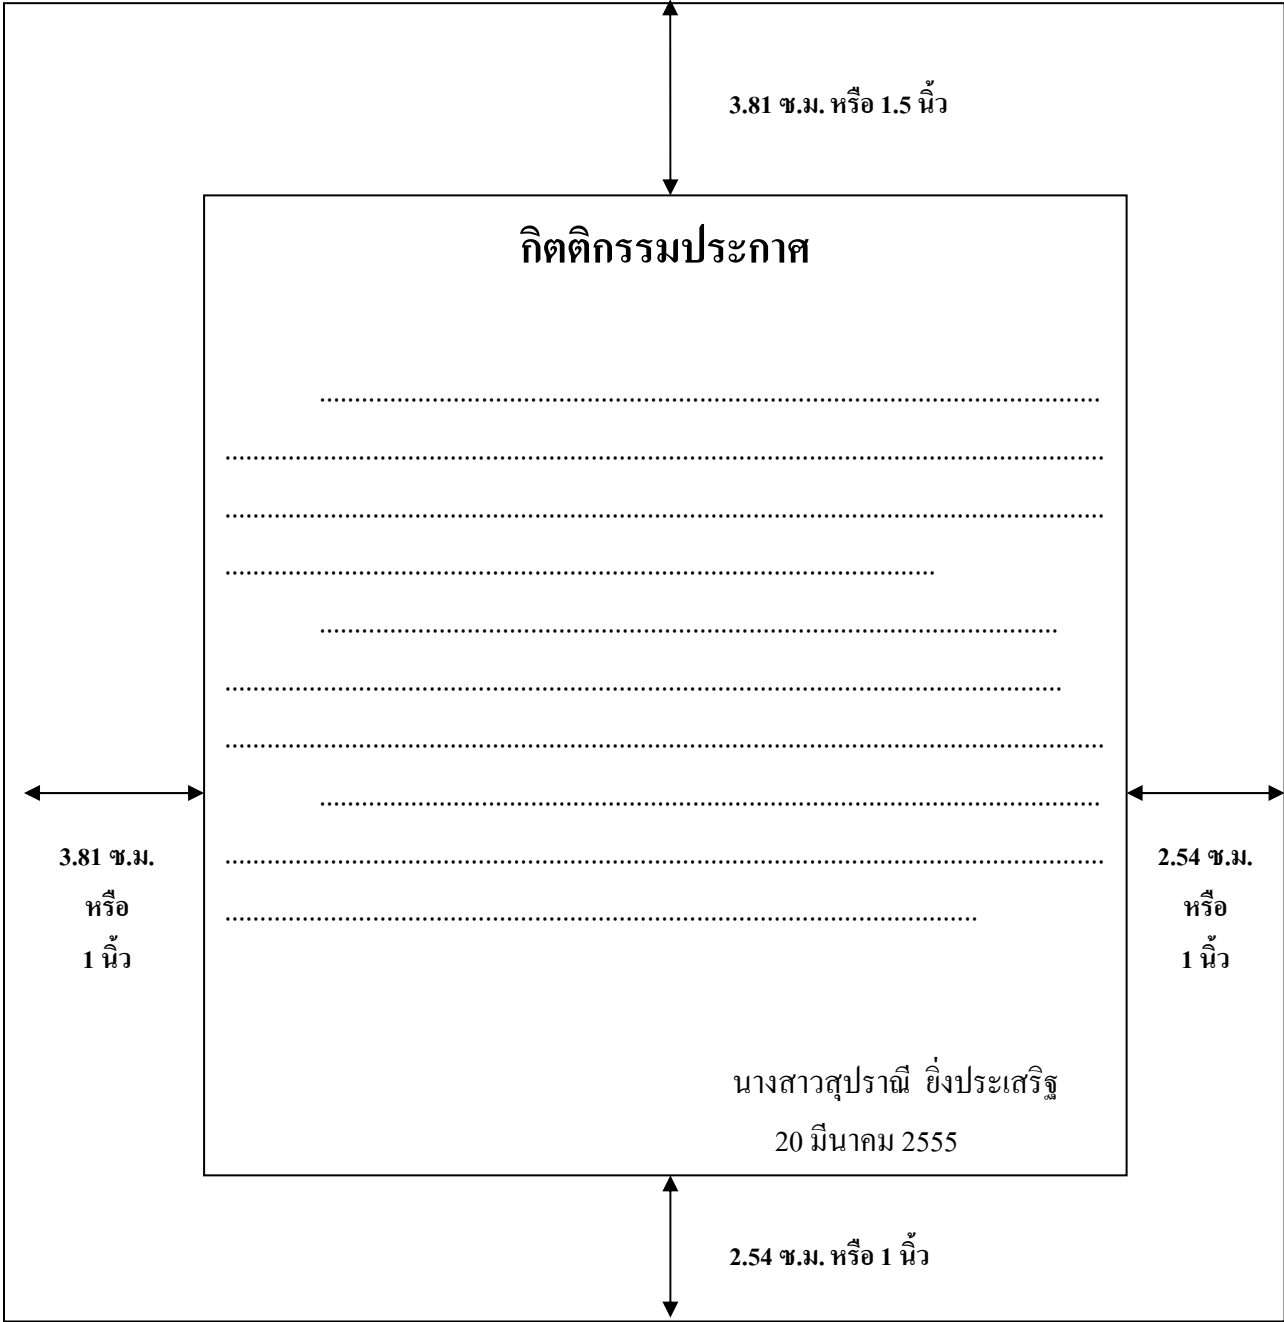 3.81 ซ.ม. หรือ 1.5 นิ้ว
กิตติกรรมประกาศ
................................................................................................................
..............................................................................................................................
..............................................................................................................................
......................................................................................................
..........................................................................................................
........................................................................................................................
..............................................................................................................................
................................................................................................................
..............................................................................................................................
............................................................................................................
3.81 ซ.ม.
หรือ
1 นิ้ว
2.54 ซ.ม.
หรือ
1 นิ้ว
นางสาวสุปราณี ยิ่งประเสริฐ
20 มีนาคม 2555
2.54 ซ.ม. หรือ 1 นิ้ว